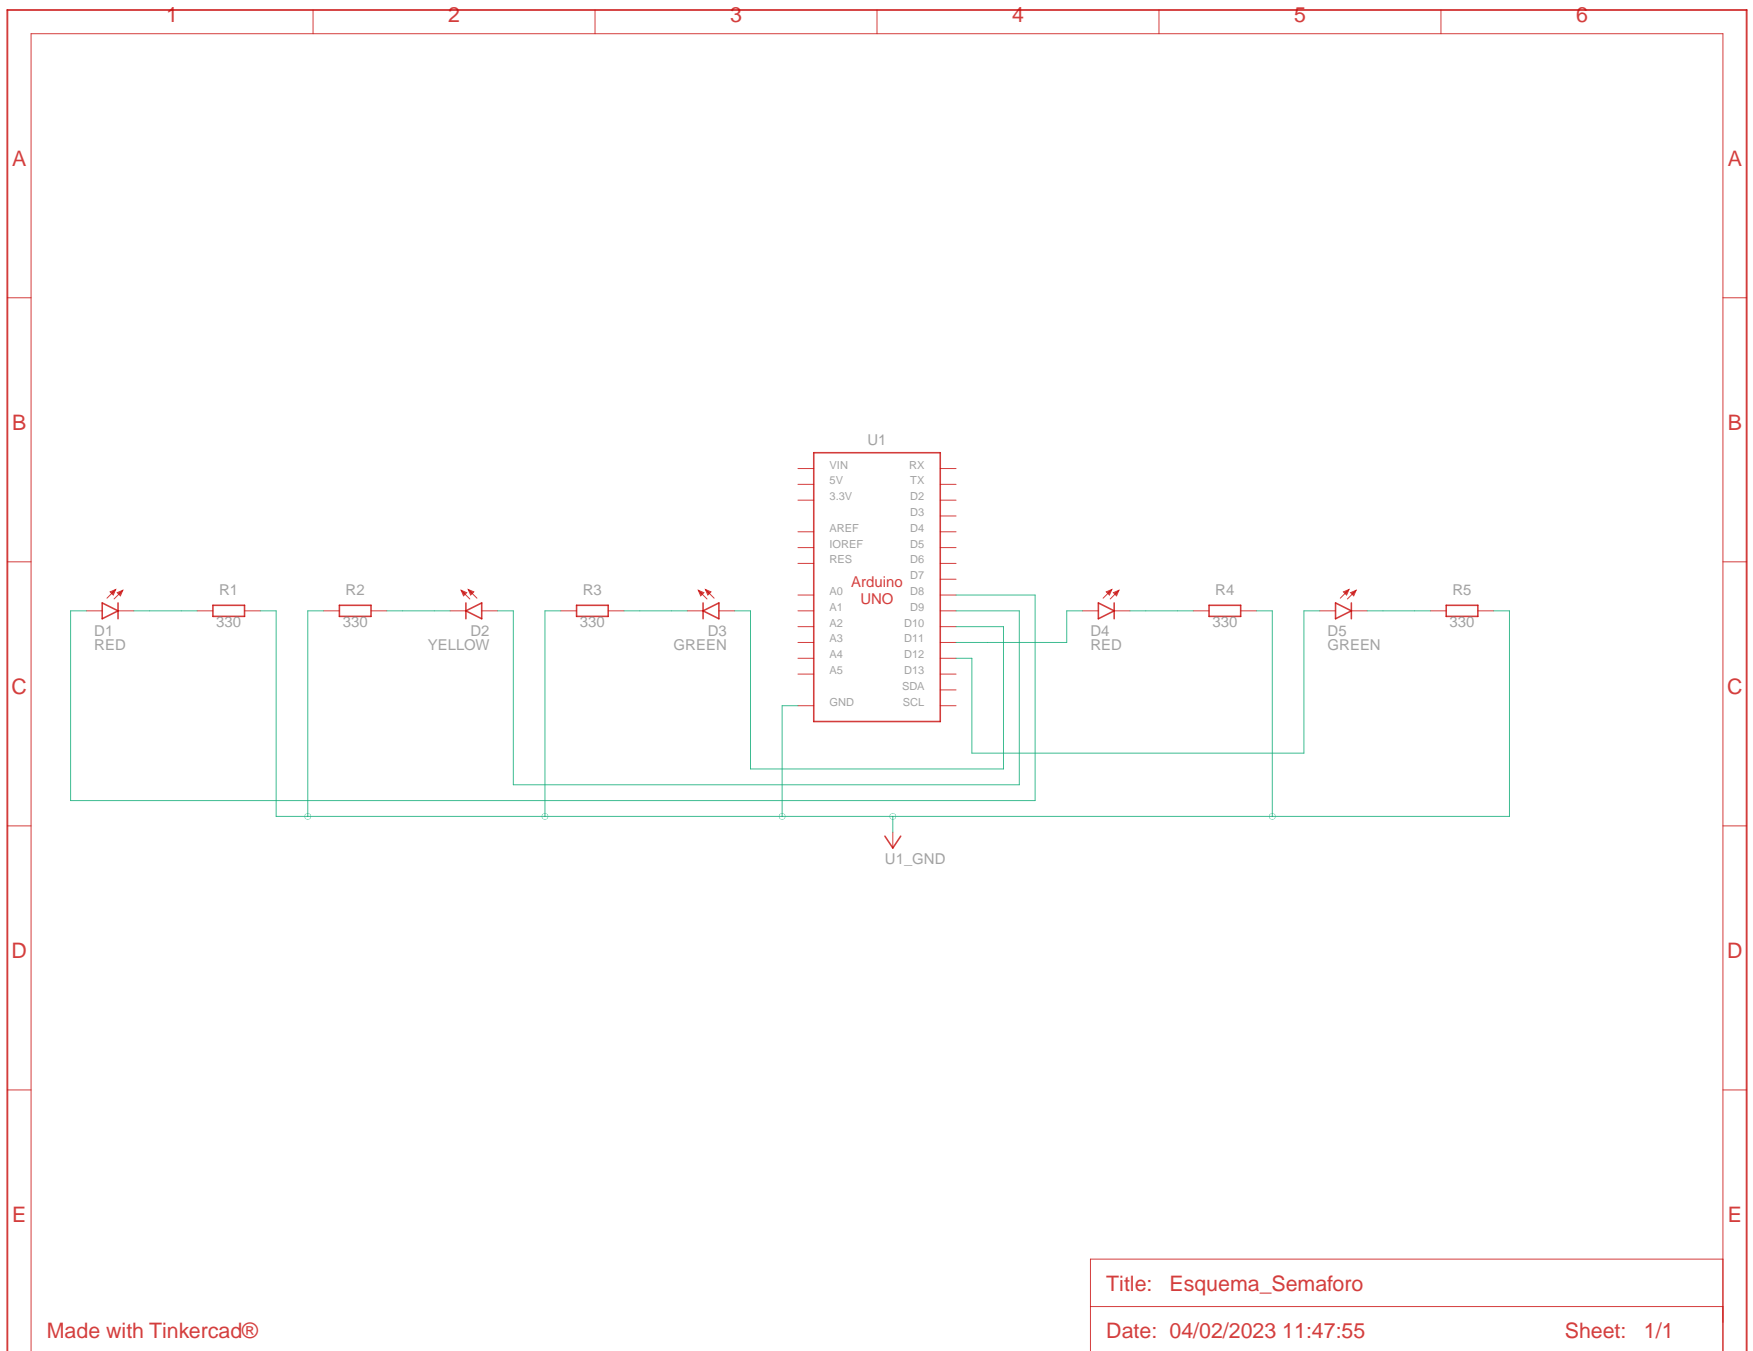 1 2 3 4 5 6
A A
B B
U1
VIN RX
5V TX
3.3V D2
D3
AREF D4
IOREF D5
RES D6
D7
Arduino
UNO
A0 D8
A1 D9
A2 D10
A3 D11
A4 D12
A5 D13
SDA
GND SCL
R1 R2 R3 R4 R5
330 330 330 330 330
D1 D2 D3 D4 D5
RED YELLOW GREEN RED GREEN
C C
U1_GND
D D
E E
Title: Esquema_Semaforo
Made with Tinkercad®
Date: 04/02/2023 11:47:55 Sheet: 1/1